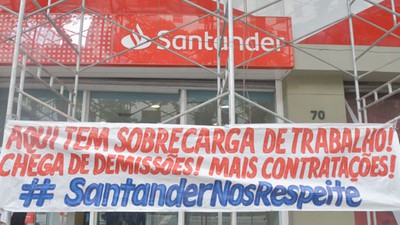 Santander
70
AQUI TEM SOBRECARGA DE TRABALHO!
CHEGA DE DEMISSÕES! MAIS CONTRATAÇÕES!
# SantanderNosRespeite